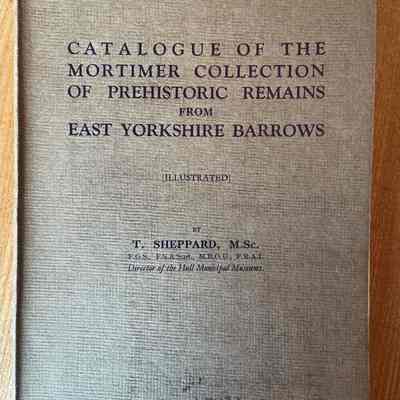 CATALOGUE OF THE
MORTIMER COLLECTION
OF PREHISTORIC REMAINS
FROM
EAST YORKSHIRE BARROWS
[ILLUSTRATED]
BY
T. SHEPPARD, M.Sc.
F.G.S., F.S.A.Scot., M.B.O.U., F.R.A.I.
Director of the Hull Municipal Museums.